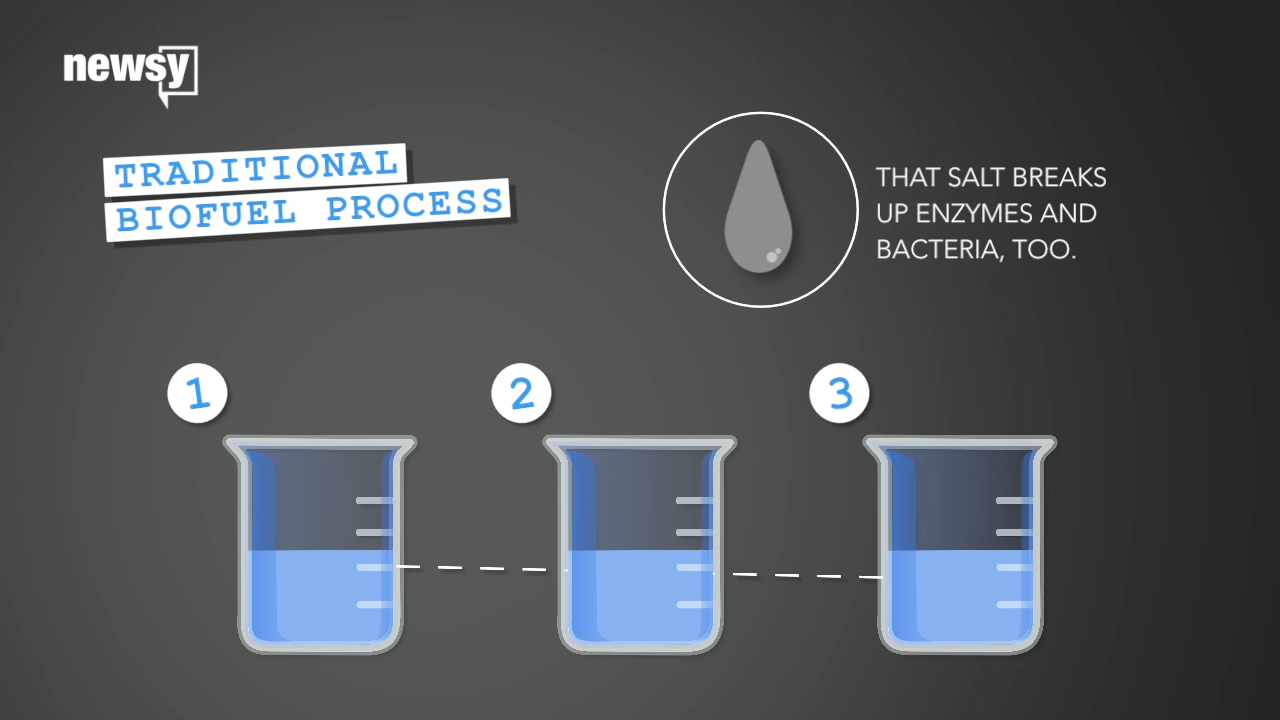 newsy
TRADITIONAL
BIOFUEL PROCESS
THAT SALT BREAKS
UP ENZYMES AND
BACTERIA, TOO.
1
2
3